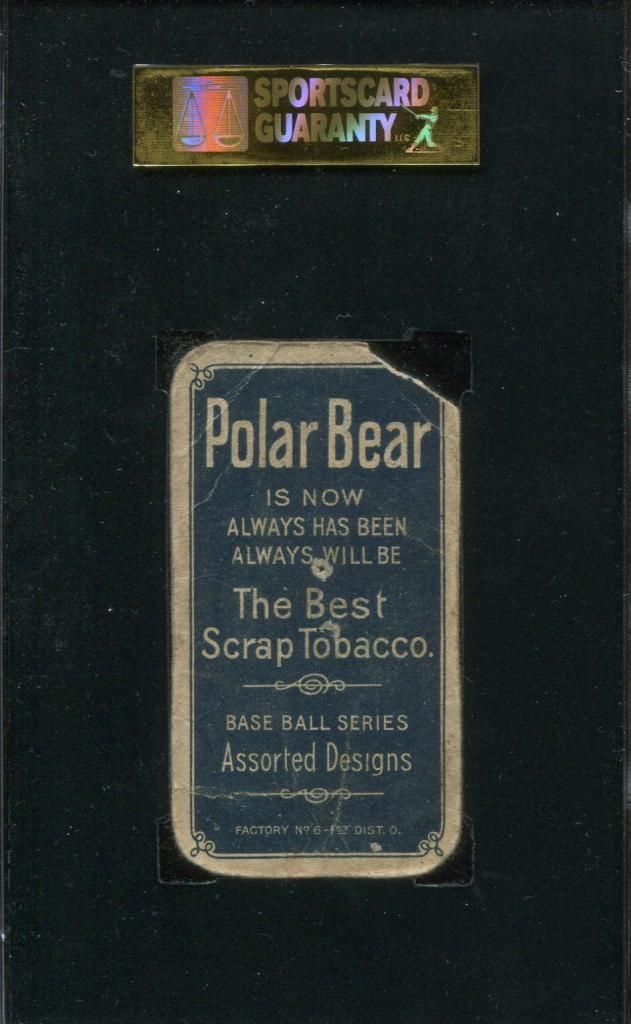 SPORTSCARD
GUARANTY LLC
Polar Bear
IS NOW
ALWAYS HAS BEEN
ALWAYS WILL BE
The Best
Scrap Tobacco.
BASE BALL SERIES
Assorted Designs
FACTORY Nº 6-1ST DIST. O.